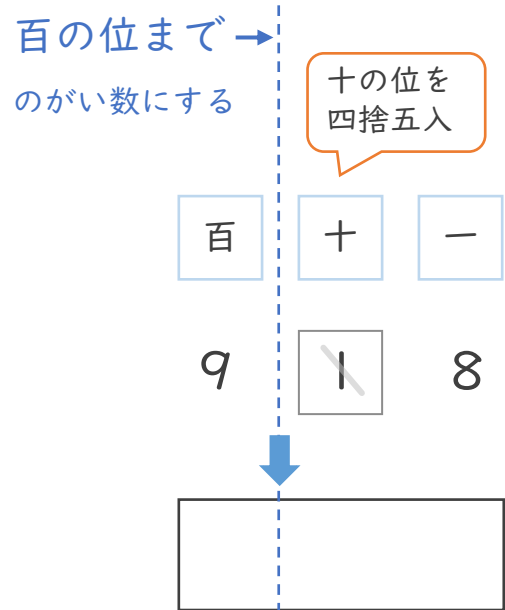 百の位まで
のがい数にする
十の位を
四捨五入
百 十 一
9 1 8